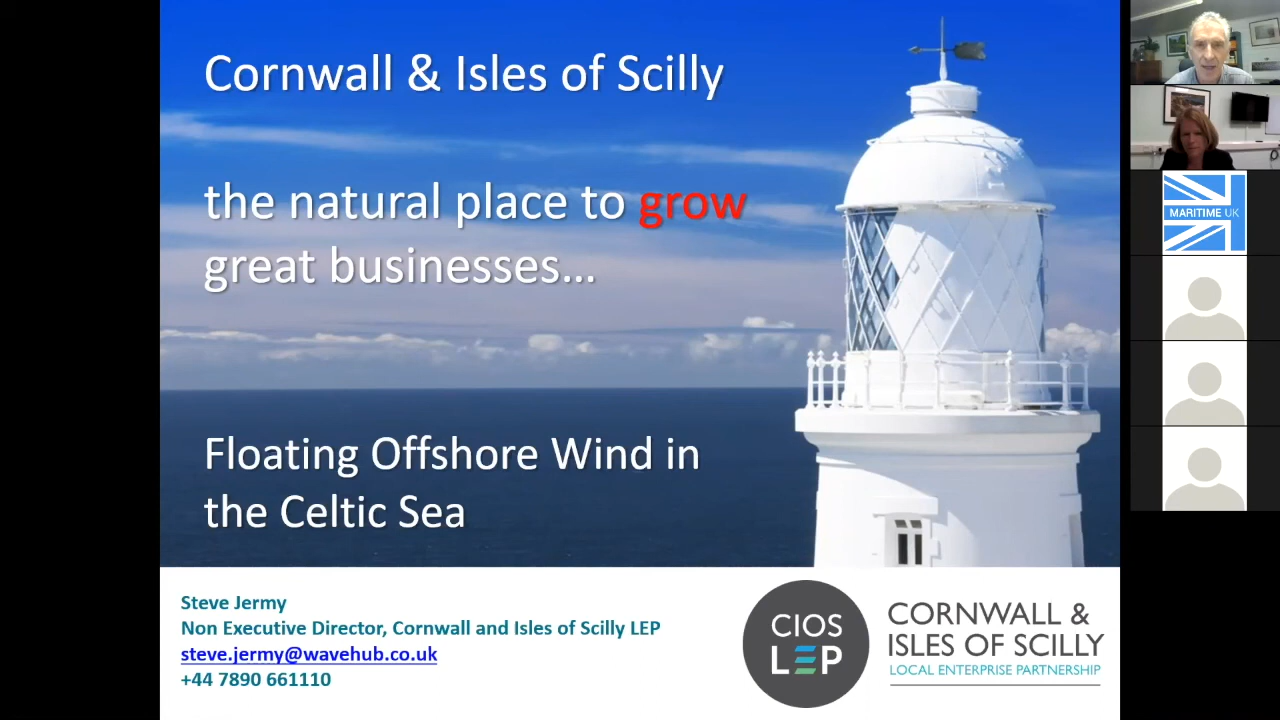 Cornwall & Isles of Scilly
the natural place to grow
great businesses...
Floating Offshore Wind in
the Celtic Sea
Steve Jermy
Non Executive Director, Cornwall and Isles of Scilly LEP
steve.jermy@wavehub.co.uk
+44 7890 661110
CIOS
LEP
CORNWALL &
ISLES OF SCILLY
LOCAL ENTERPRISE PARTNERSHIP
MARITIME UK